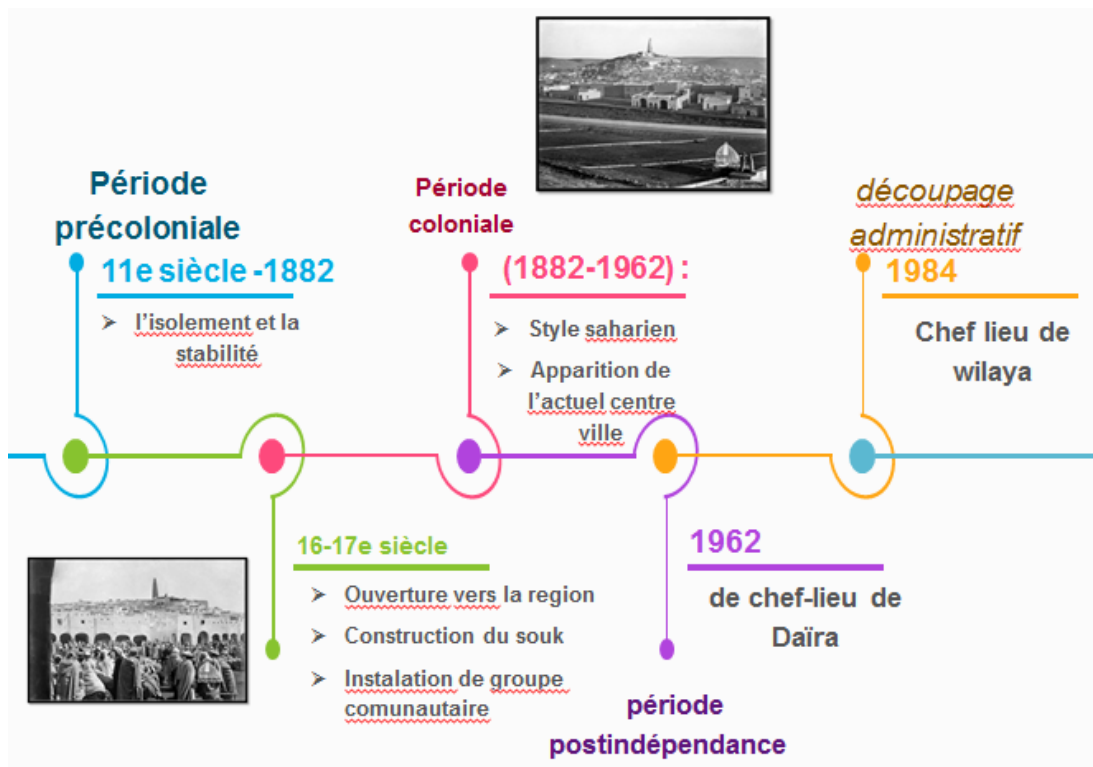 Période
précoloniale
11e siècle -1882
➢ l'isolement et la
stabilité
16-17e siècle
➢ Ouverture vers la region
➢ Construction du souk
➢ Instalation de groupe
comunautaire
Période
coloniale
(1882-1962) :
➢ Style saharien
➢ Apparition de
l'actuel centre
ville
1962
de chef-lieu de
Daïra
période
postindépendance
découpage
administratif
1984
Chef lieu de
wilaya